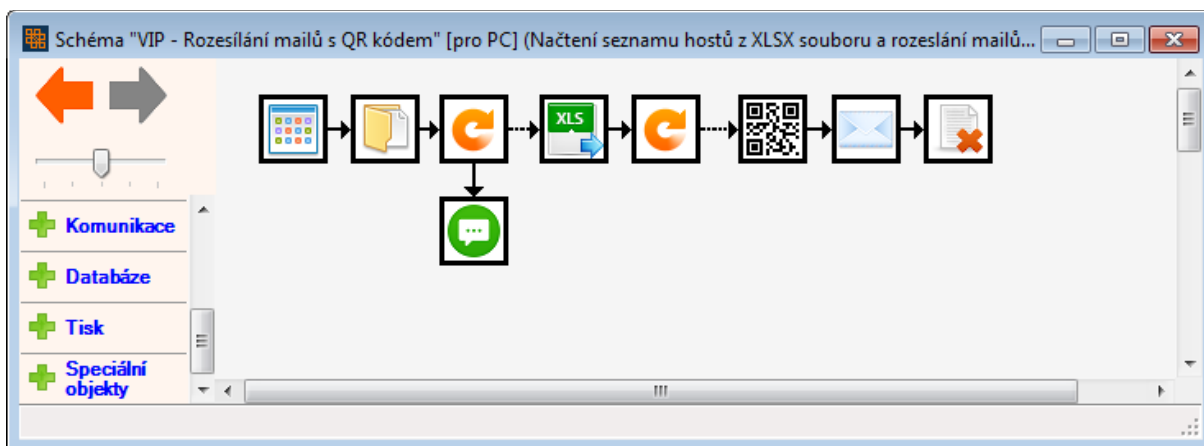 Schéma "VIP - Rozesílání mailů s QR kódem" [pro PC] (Načtení seznamu hostů z XLSX souboru a rozeslání mailů...
XLS
Komunikace
Databáze
Tisk
Speciální
objekty